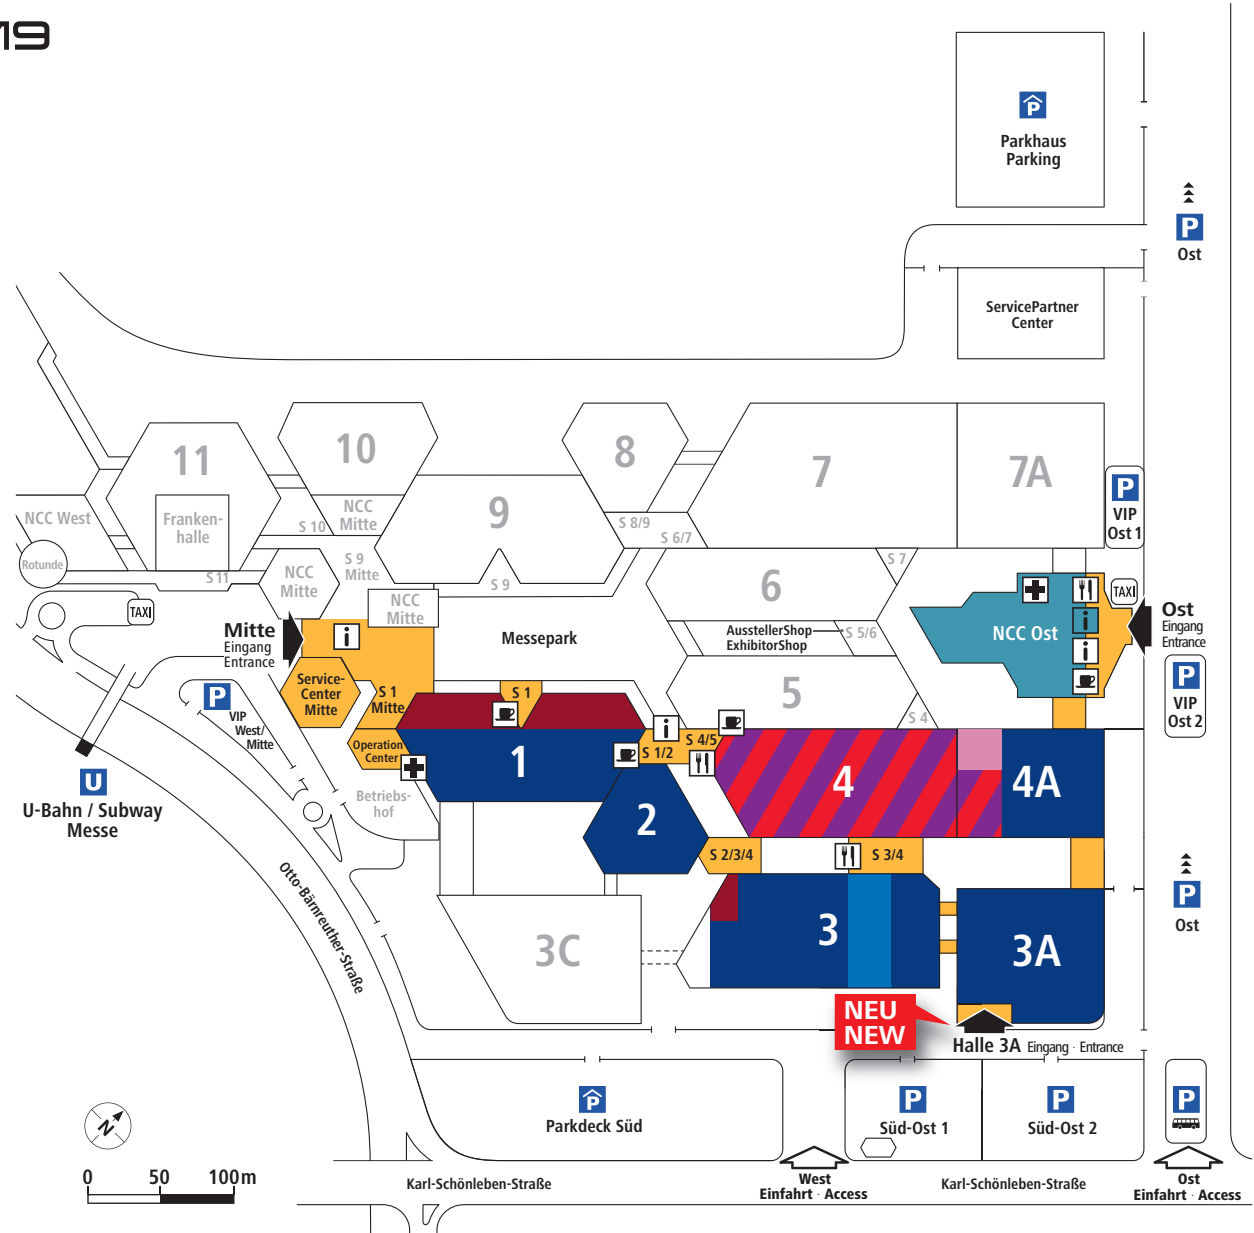 19
P
Parkhaus
Parking
P
Ost
ServicePartner
Center
11
10
8
7
7A
9
NCC West
Franken-
halle
NCC
Mitte
S 10
S 8/9
S 6/7
P
VIP
Ost 1
Rotunde
S 11
NCC
Mitte
S 9
Mitte
S 9
S 7
6
TAXI
NCC
Mitte
TAXI
Mitte
Eingang
Entrance
i
Messepark
AusstellerShop
ExhibitorShop
S 5/6
NCC Ost
i
i
Ost
Eingang
Entrance
Service-
Center
Mitte
S 1
Mitte
S 1
5
S 4
P
VIP
Ost 2
P
VIP
West/
Mitte
Operation
Center
1
i
S 1/2
S 4/5
4
4A
U
U-Bahn / Subway
Messe
Betriebs-
hof
2
S 2/3/4
S 3/4
P
Ost
Otto-Bärnreuther-Straße
3C
3
3A
NEU
NEW
Halle 3A Eingang · Entrance
P
Parkdeck Süd
P
Süd-Ost 1
P
Süd-Ost 2
P
N
0 50 100m
Karl-Schönleben-Straße
West
Einfahrt · Access
Karl-Schönleben-Straße
Ost
Einfahrt · Access